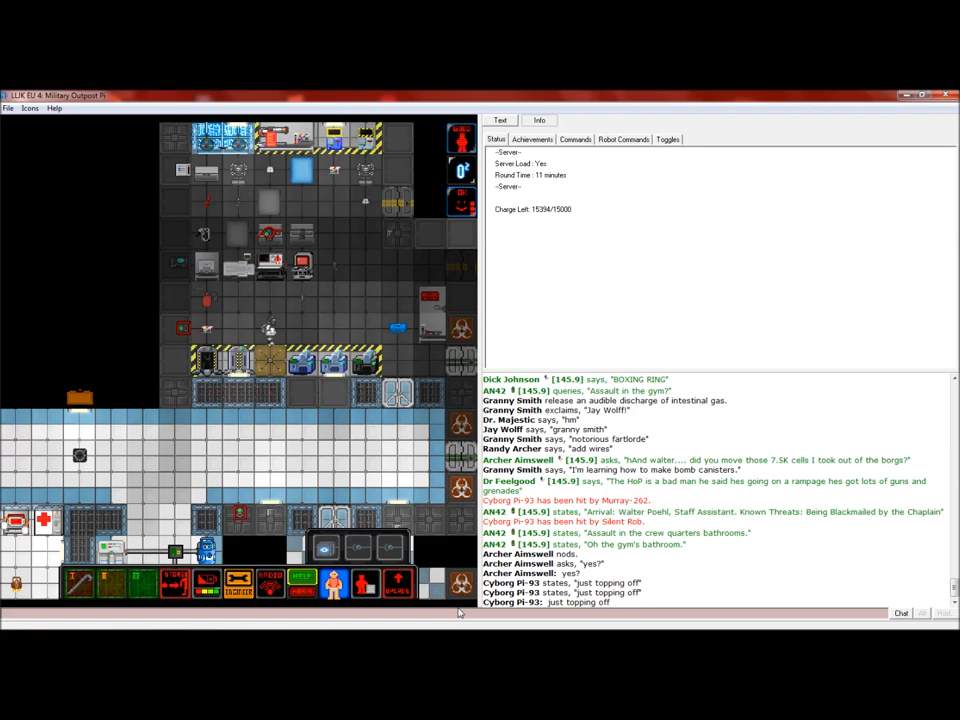 LLJK EU 4: Military Outpost Pi
File Icons Help
Text Info
Status Achievements Commands Robot Commands Toggles
--Server--
Server Load : Yes
Round Time : 11 minutes
--Server--
Charge Left: 15394/15000
Dick Johnson [145.9] says, "BOXING RING"
AN42 [145.9] queries, "Assault in the gym?"
Granny Smith release an audible discharge of intestinal gas.
Granny Smith exclaims, "Jay Wolff!"
Dr. Majestic says, "hm"
Jay Wolff says, "granny smith"
Granny Smith says, "notorious fartlorde"
Randy Archer says, "add wires"
Archer Aimswell [145.9] asks, "hAnd walter.... did you move those 7.5K cells I took out of the borgs?"
Granny Smith says, "I'm learning how to make bomb canisters."
Dr Feelgood [145.9] says, "The HoP is a bad man he said hes going on a rampage hes got lots of guns and
grenades"
Cyborg Pi-93 has been hit by Murray-262.
AN42 [145.9] states, "Arrival: Walter Poehl, Staff Assistant. Known Threats: Being Blackmailed by the Chaplain"
Cyborg Pi-93 has been hit by Silent Rob.
AN42 [145.9] states, "Assault in the crew quarters bathrooms."
AN42 [145.9] states, "Oh the gym's bathroom."
Archer Aimswell nods.
Archer Aimswell asks, "yes?"
Archer Aimswell: yes?
Cyborg Pi-93 states, "just topping off"
Cyborg Pi-93 states, "just topping off"
Cyborg Pi-93: just topping off
HELP
HARM
RADIO
Chat